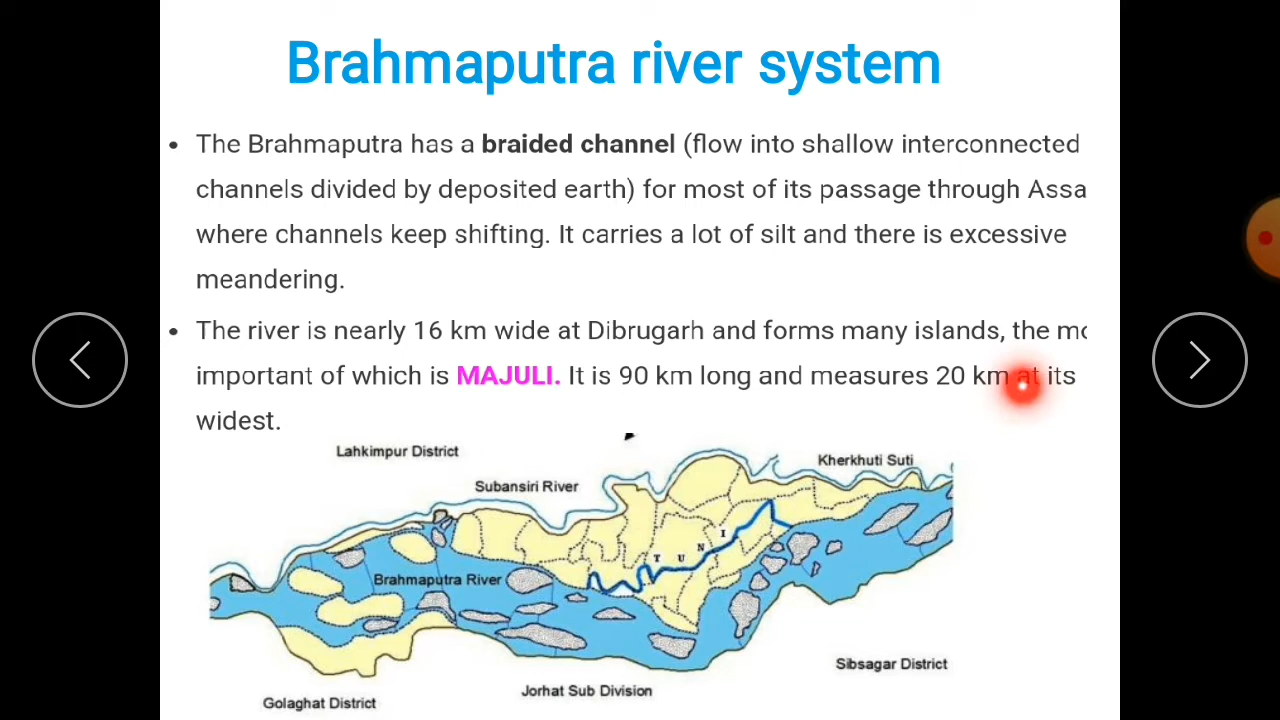 Brahmaputra river system
• The Brahmaputra has a braided channel (flow into shallow interconnected
channels divided by deposited earth) for most of its passage through Assa
where channels keep shifting. It carries a lot of silt and there is excessive
meandering.
• The river is nearly 16 km wide at Dibrugarh and forms many islands, the mo
important of which is MAJULI. It is 90 km long and measures 20 km at its
widest.
Lahkimpur District
Kherkhuti Suti
Subansiri River
T U N I
Brahmaputra River
Sibsagar District
Jorhat Sub Division
Golaghat District